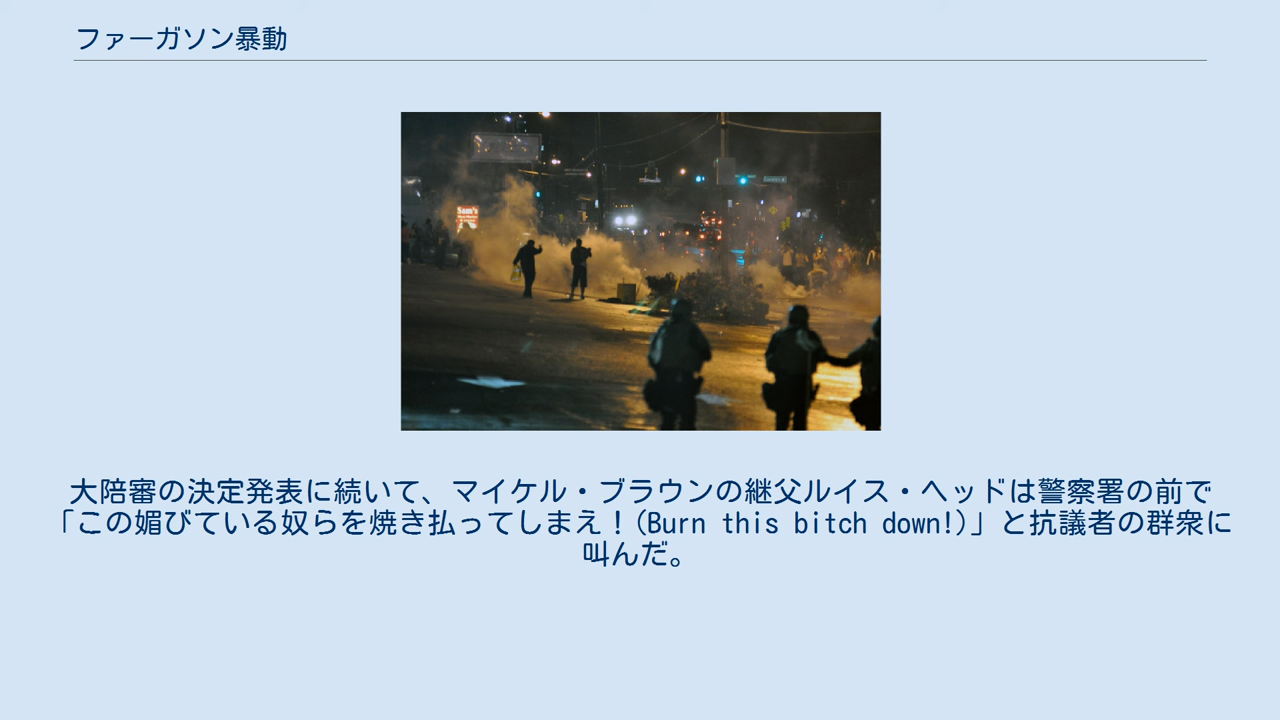 ファーガソン暴動
Sam's
大陪審の決定発表に続いて、マイケル・ブラウンの継父ルイス・ヘッドは警察署の前で
「この媚びている奴らを焼き払ってしまえ！(Burn this bitch down!)」と抗議者の群衆に
叫んだ。